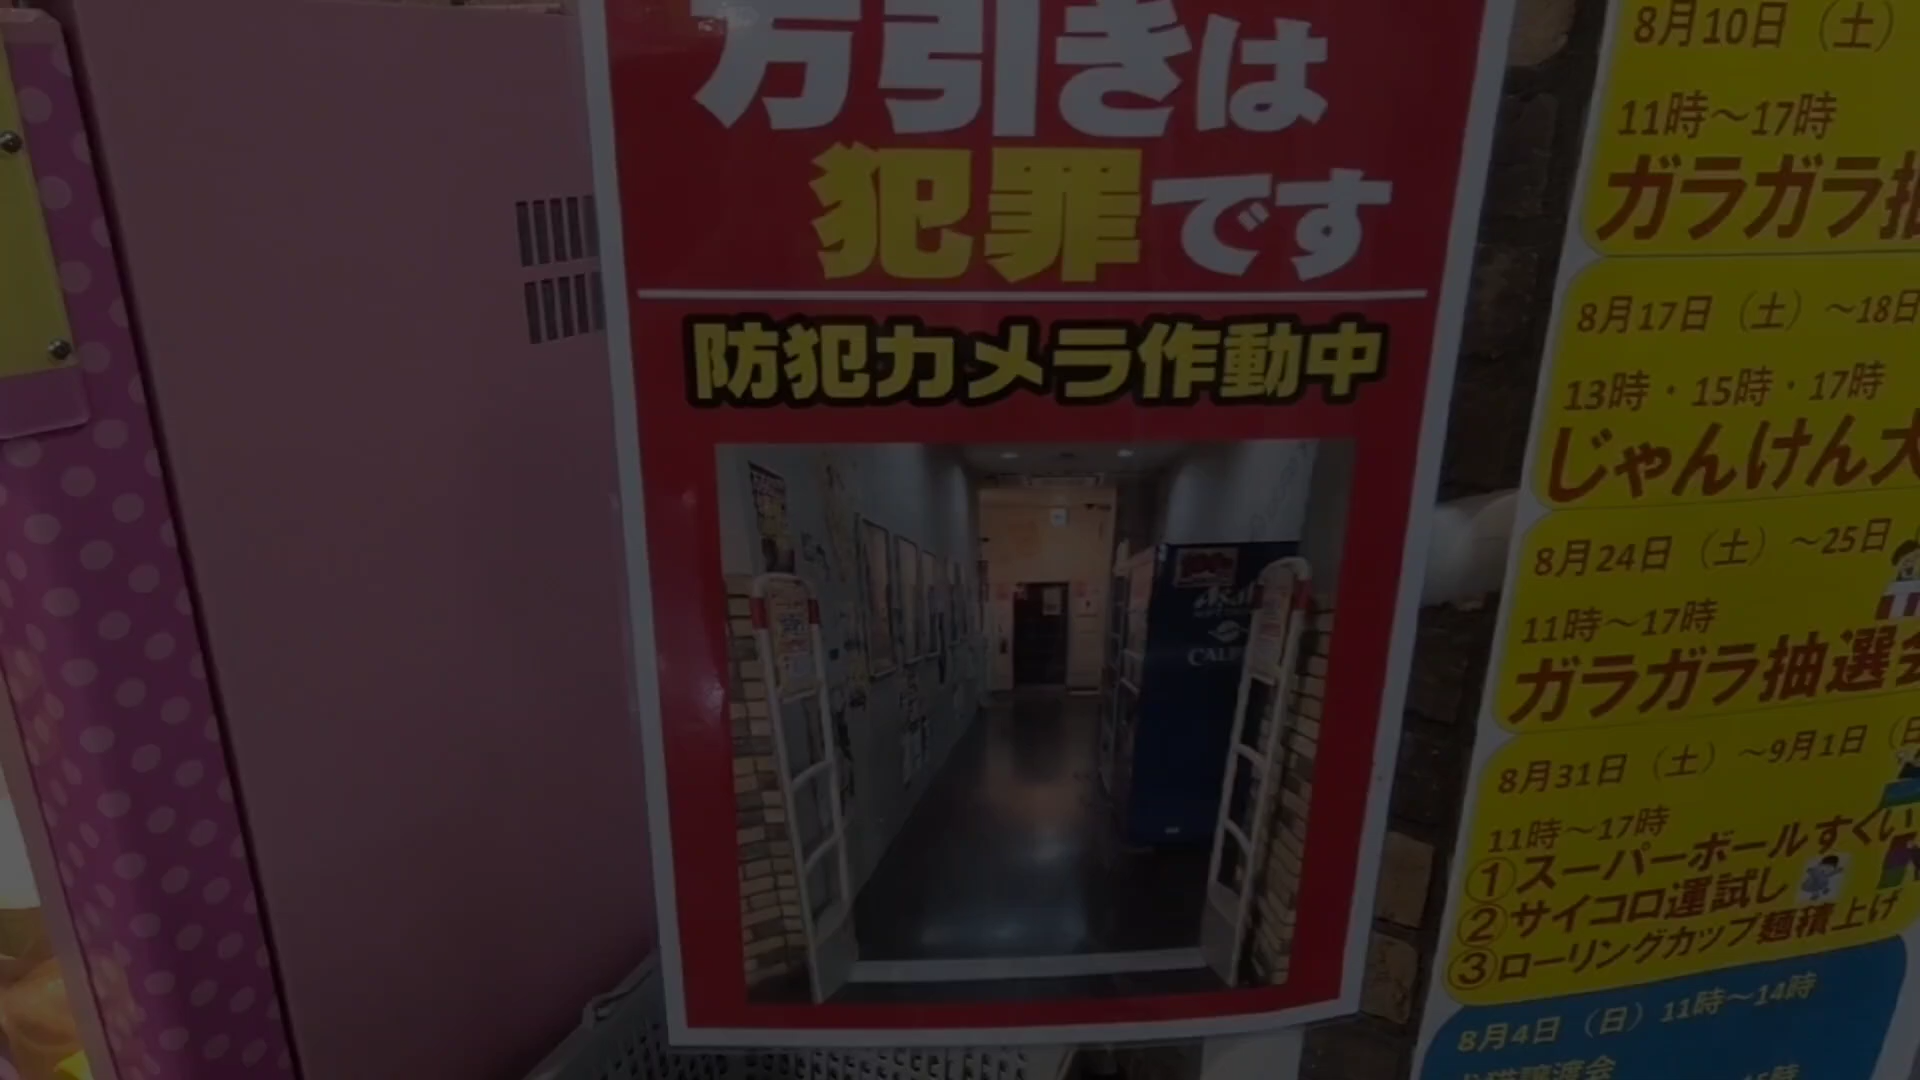 万引きは
犯罪です
防犯カメラ作動中
CALP
8月10日（土）
11時～17時
ガラガラ抽
8月17日（土）～18日
13時・15時・17時
じゃんけん大
8月24日（土）～25日
11時～17時
ガラガラ抽選会
8月31日（土）～9月1日（日
11時～17時
①スーパーボールすくい
②サイコロ運試し
③ローリングカップ麺積上げ
8月4日（日）11時～14時